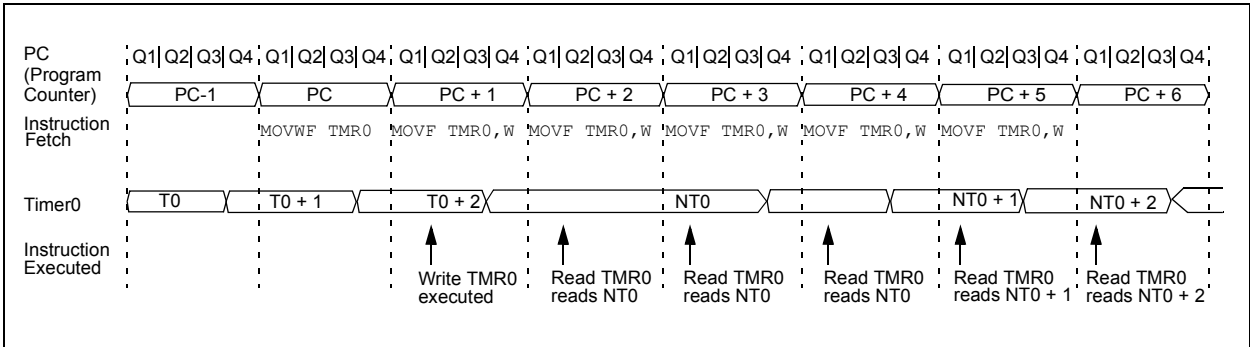 PC
(Program
Counter)
Q1 Q2 Q3 Q4 Q1 Q2 Q3 Q4 Q1 Q2 Q3 Q4 Q1 Q2 Q3 Q4 Q1 Q2 Q3 Q4 Q1 Q2 Q3 Q4 Q1 Q2 Q3 Q4 Q1 Q2 Q3 Q4
PC-1 PC PC + 1 PC + 2 PC + 3 PC + 4 PC + 5 PC + 6
Instruction
Fetch
MOVWF TMR0 MOVF TMR0,W MOVF TMR0,W MOVF TMR0,W MOVF TMR0,W MOVF TMR0,W
Timer0
T0 T0 + 1 T0 + 2 NT0 NT0 + 1 NT0 + 2
Instruction
Executed
Write TMR0
executed
Read TMR0
reads NT0
Read TMR0
reads NT0
Read TMR0
reads NT0
Read TMR0
reads NT0 + 1
Read TMR0
reads NT0 + 2